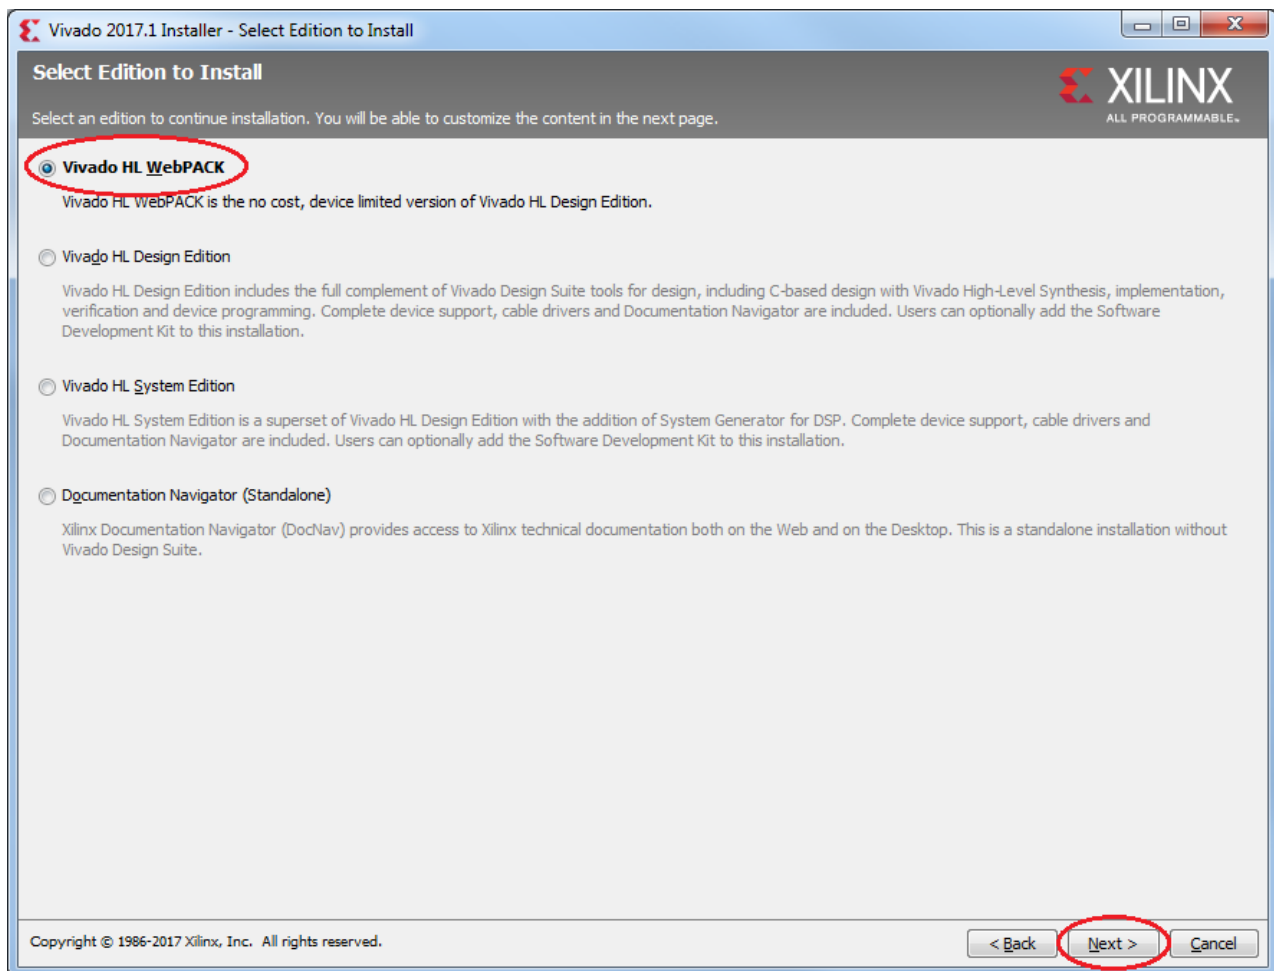 Vivado 2017.1 Installer - Select Edition to Install
Select Edition to Install
XILINX
ALL PROGRAMMABLE™
Select an edition to continue installation. You will be able to customize the content in the next page.
Vivado HL WebPACK
Vivado HL WebPACK is the no cost, device limited version of Vivado HL Design Edition.
Vivado HL Design Edition
Vivado HL Design Edition includes the full complement of Vivado Design Suite tools for design, including C-based design with Vivado High-Level Synthesis, implementation,
verification and device programming. Complete device support, cable drivers and Documentation Navigator are included. Users can optionally add the Software
Development Kit to this installation.
Vivado HL System Edition
Vivado HL System Edition is a superset of Vivado HL Design Edition with the addition of System Generator for DSP. Complete device support, cable drivers and
Documentation Navigator are included. Users can optionally add the Software Development Kit to this installation.
Documentation Navigator (Standalone)
Xilinx Documentation Navigator (DocNav) provides access to Xilinx technical documentation both on the Web and on the Desktop. This is a standalone installation without
Vivado Design Suite.
Copyright © 1986-2017 Xilinx, Inc. All rights reserved.
< Back Next > Cancel